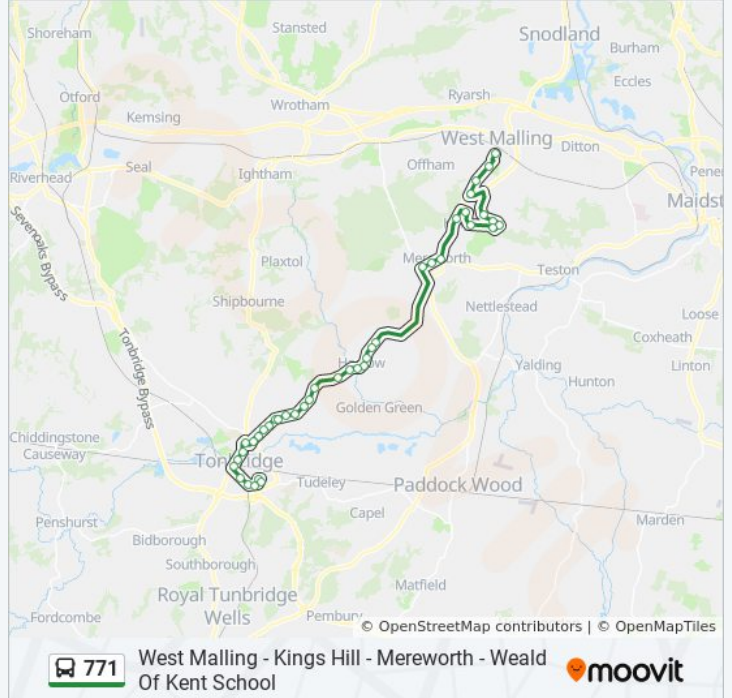 Shoreham
Stansted
Snodland
Burham
Eccles
Otford
Wrotham
Ryarsh
Kemsing
West Malling
Ditton
Offham
Seal
Ightham
Riverhead
Maidst
Sevenoaks Bypass
Plaxtol
Mereworth
Teston
Shipbourne
Nettlestead
Loose
Coxheath
Tonbridge Bypass
Yalding
Linton
Hunton
Golden Green
Chiddingstone
Causeway
Tonbridge
Tudeley
Paddock Wood
Capel
Marden
Penshurst
Bidborough
Southborough
Matfield
Royal Tunbridge
Wells
Pembury
Fordcombe
© OpenStreetMap contributors | © OpenMapTiles
771
West Malling - Kings Hill - Mereworth - Weald
Of Kent School
moovit